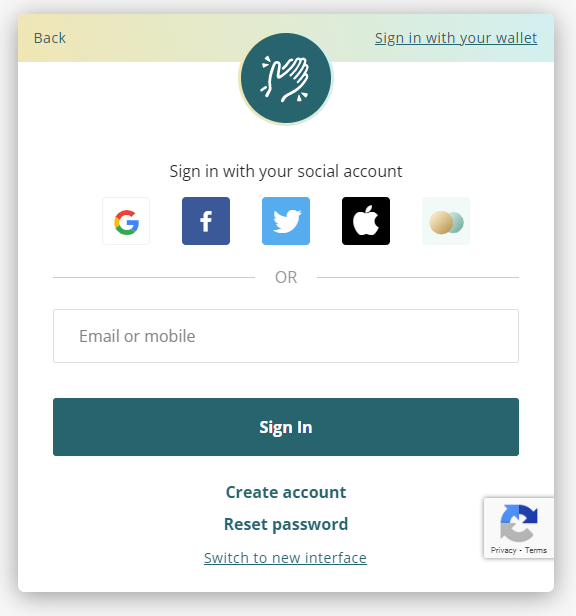 Back
Sign in with your wallet
Sign in with your social account
OR
Email or mobile
Sign In
Create account
Reset password
Switch to new interface
Privacy - Terms